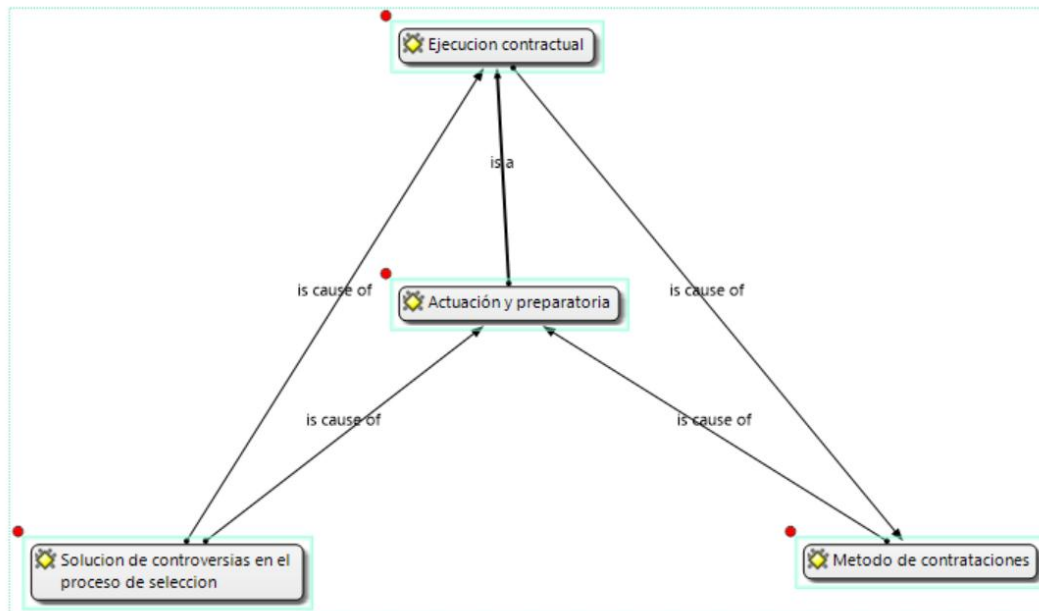 Ejecucion contractual
is a
is cause of
is cause of
Actuación y preparatoria
is cause of
is cause of
Solucion de controversias en el
proceso de seleccion
Metodo de contrataciones